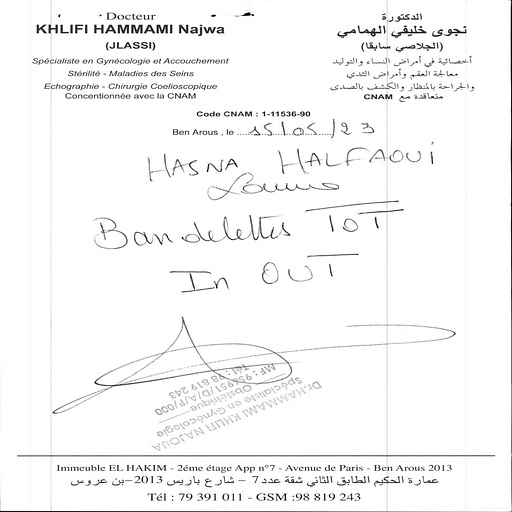 Docteur
KHLIFI HAMMAMI Najwa
(JLASSI)
Spécialiste en Gynécologie et Accouchement
Stérilité - Maladies des Seins
Echographie - Chirurgie Coelioscopique
Concentionnée avec la CNAM
الدكتورة
نجوى خليفي الهمامي
(الجلاصي سابقا)
أخصائية في أمراض النساء والتوليد
معالجة العقم وأمراض الثدي
والجراحة بالمنظار والكشف بالصدى
متعاقدة مع CNAM
Code CNAM : 1-11536-90
Ben Arous , le 15/05/23
HASNA HALFAOUI
Bandelettes TOT
In OUT
Dr.HAMMAMI KHLIFI NAJOUA
Spécialiste en Gynécologie
Obstétrique
MF: 956951/D/A/P/000
Tél: 98 819 243
Immeuble EL HAKIM - 2éme étage App n°7 - Avenue de Paris - Ben Arous 2013
عمارة الحكيم الطابق الثاني شقة عدد 7 – شارع باريس 2013–بن عروس
Tél : 79 391 011 - GSM :98 819 243